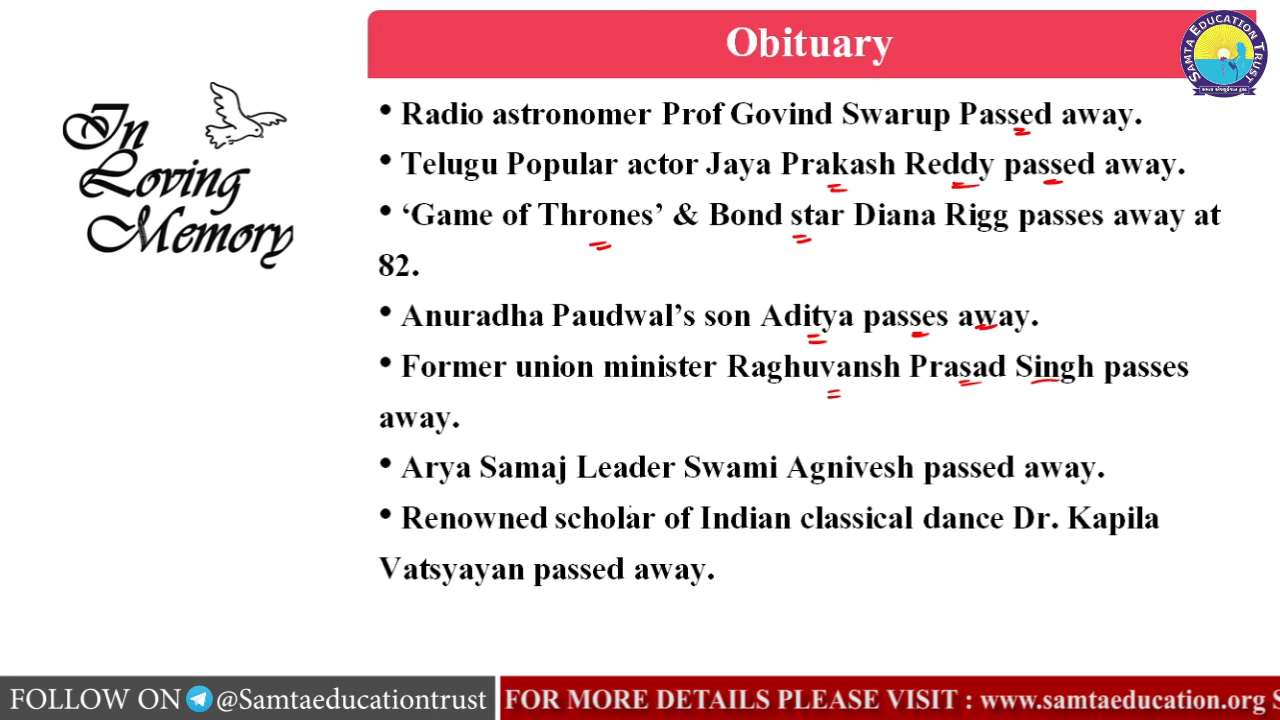 Obituary
SAMTA EDUCATION TRUST
In
Loving
Memory
• Radio astronomer Prof Govind Swarup Passed away.
• Telugu Popular actor Jaya Prakash Reddy passed away.
• ‘Game of Thrones’ & Bond star Diana Rigg passes away at
82.
• Anuradha Paudwal’s son Aditya passes away.
• Former union minister Raghuvansh Prasad Singh passes
away.
• Arya Samaj Leader Swami Agnivesh passed away.
• Renowned scholar of Indian classical dance Dr. Kapila
Vatsyayan passed away.
FOLLOW ON @Samtaeducationtrust
FOR MORE DETAILS PLEASE VISIT : www.samtaeducation.org S